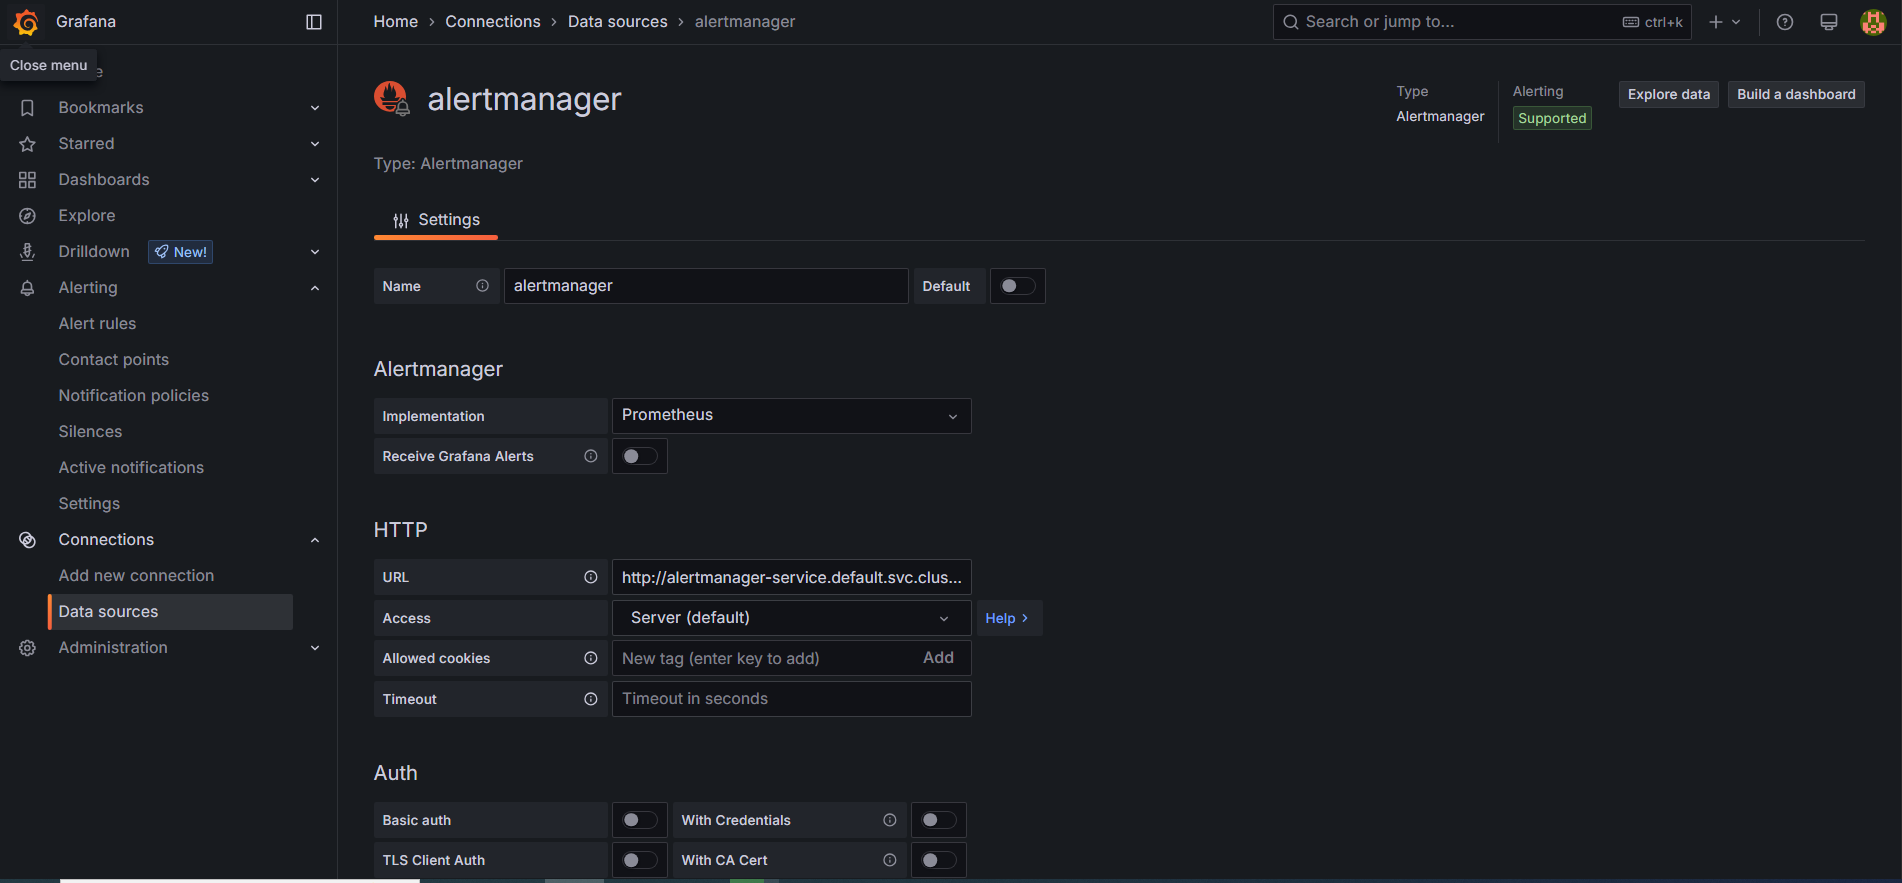 Grafana
Home > Connections > Data sources > alertmanager
Search or jump to...
ctrl+k
Close menu
Bookmarks
Starred
Dashboards
Explore
Drilldown
New!
Alerting
Alert rules
Contact points
Notification policies
Silences
Active notifications
Settings
Connections
Add new connection
Data sources
Administration
alertmanager
Type
Alertmanager
Alerting
Supported
Explore data
Build a dashboard
Type: Alertmanager
Settings
Name
alertmanager
Default
Alertmanager
Implementation
Prometheus
Receive Grafana Alerts
HTTP
URL
http://alertmanager-service.default.svc.clus...
Access
Server (default)
Help >
Allowed cookies
New tag (enter key to add)
Add
Timeout
Timeout in seconds
Auth
Basic auth
With Credentials
TLS Client Auth
With CA Cert